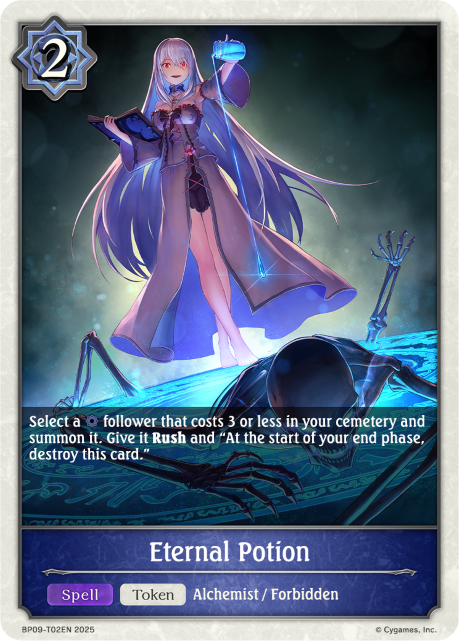 2
Select a follower that costs 3 or less in your cemetery and
summon it. Give it Rush and “At the start of your end phase,
destroy this card.”
Eternal Potion
Spell Token Alchemist / Forbidden
BP09-T02EN 2025 © Cygames, Inc.